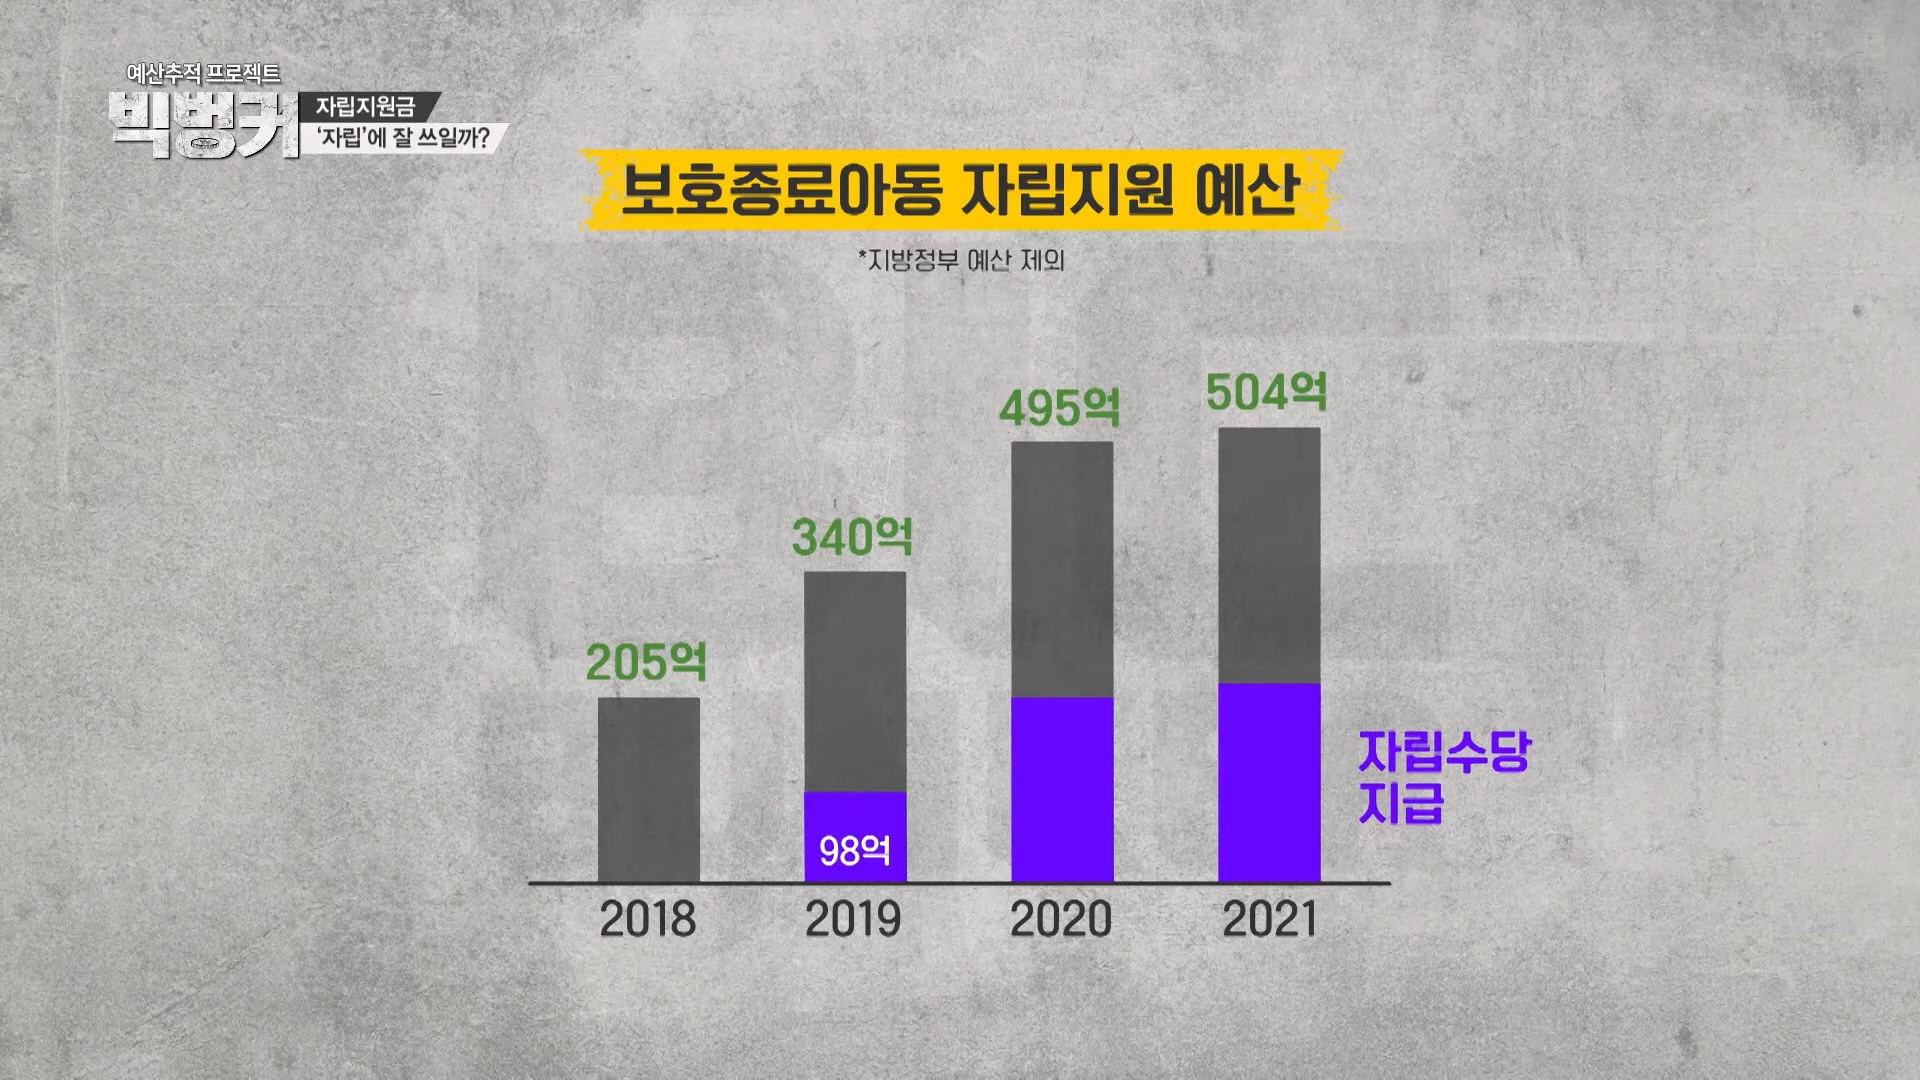 예산추적 프로젝트
빅벙커
자립지원금
‘자립’에 잘 쓰일까?
보호종료아동 자립지원 예산
*지방정부 예산 제외
504억
495억
340억
205억
자립수당
지급
98억
2018 2019 2020 2021